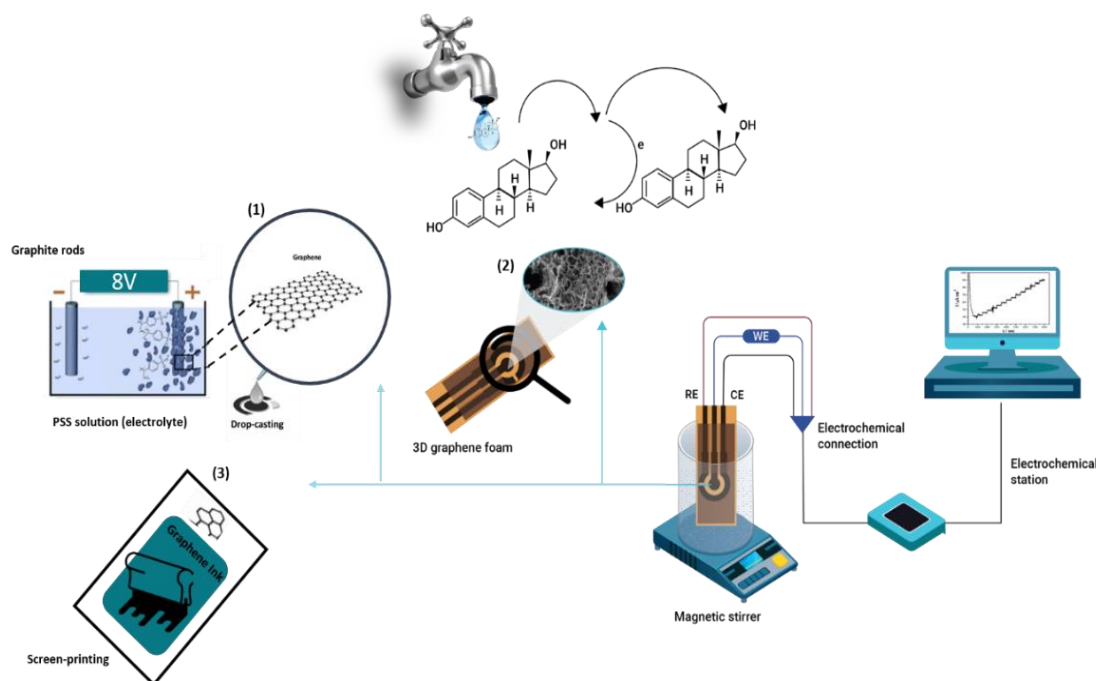 OH
e
OH
H
H
H
H
H
H
HO
HO
(1)
Graphite rods
Graphene
(2)
8V
WE
RE
CE
PSS solution (electrolyte)
Drop-casting
3D graphene foam
Electrochemical
connection
Electrochemical
station
(3)
Graphene Ink
Magnetic stirrer
Screen-printing